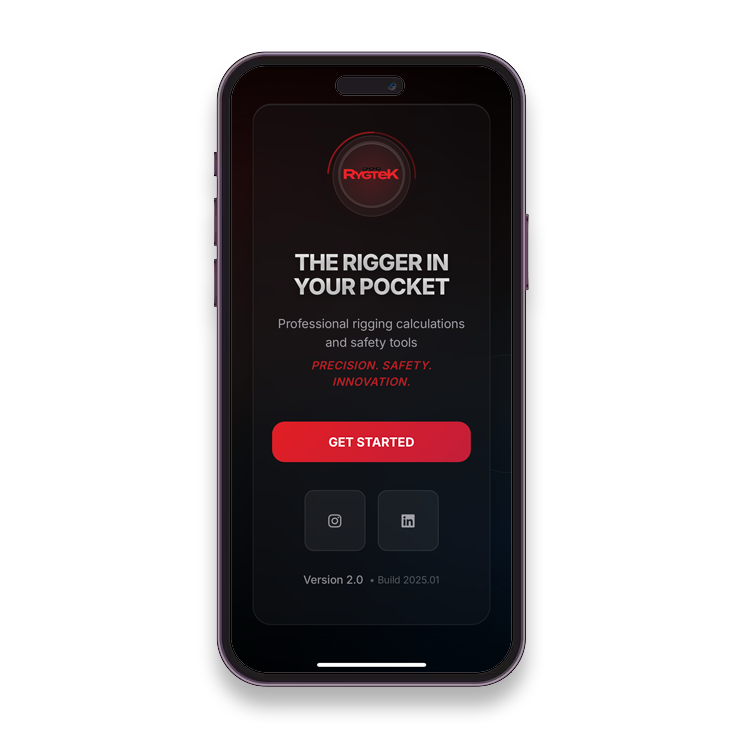 RYGTEK
THE RIGGER IN
YOUR POCKET
Professional rigging calculations
and safety tools
PRECISION. SAFETY.
INNOVATION.
GET STARTED
in
Version 2.0 • Build 2025.01